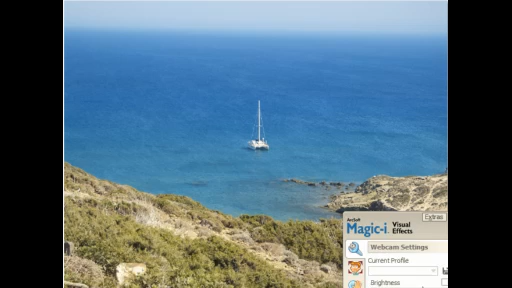 ArcSoft
Magic-i Visual
Effects
Extras
Webcam Settings
Current Profile
Brightness